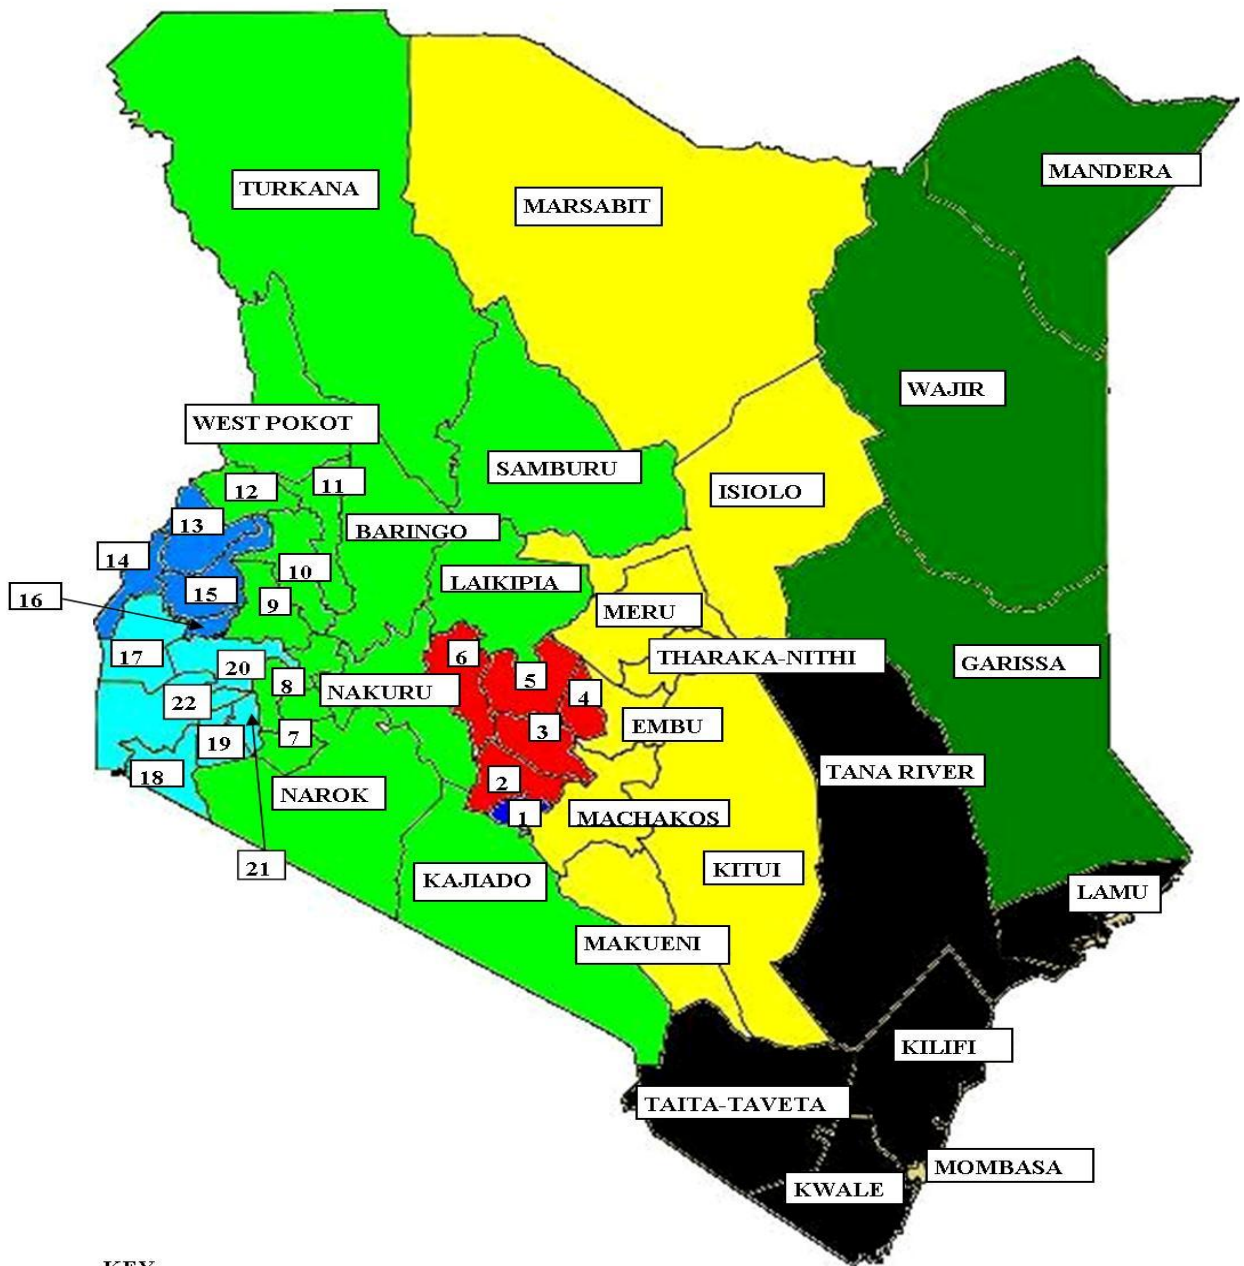 MANDERA
TURKANA
MARSABIT
WAJIR
WEST POKOT
SAMBURU
11
12
ISIOLO
13
BARINGO
14
10
LAIKIPIA
15
16
9
MERU
17
6
THARAKA-NITHI
20
5
GARISSA
8
NAKURU
4
22
EMBU
3
19
7
TANA RIVER
18
2
NAROK
1
MACHAKOS
21
KITUI
KAJIADO
LAMU
MAKUENI
KILIFI
TAITA-TAVETA
MOMBASA
KWALE
KEY